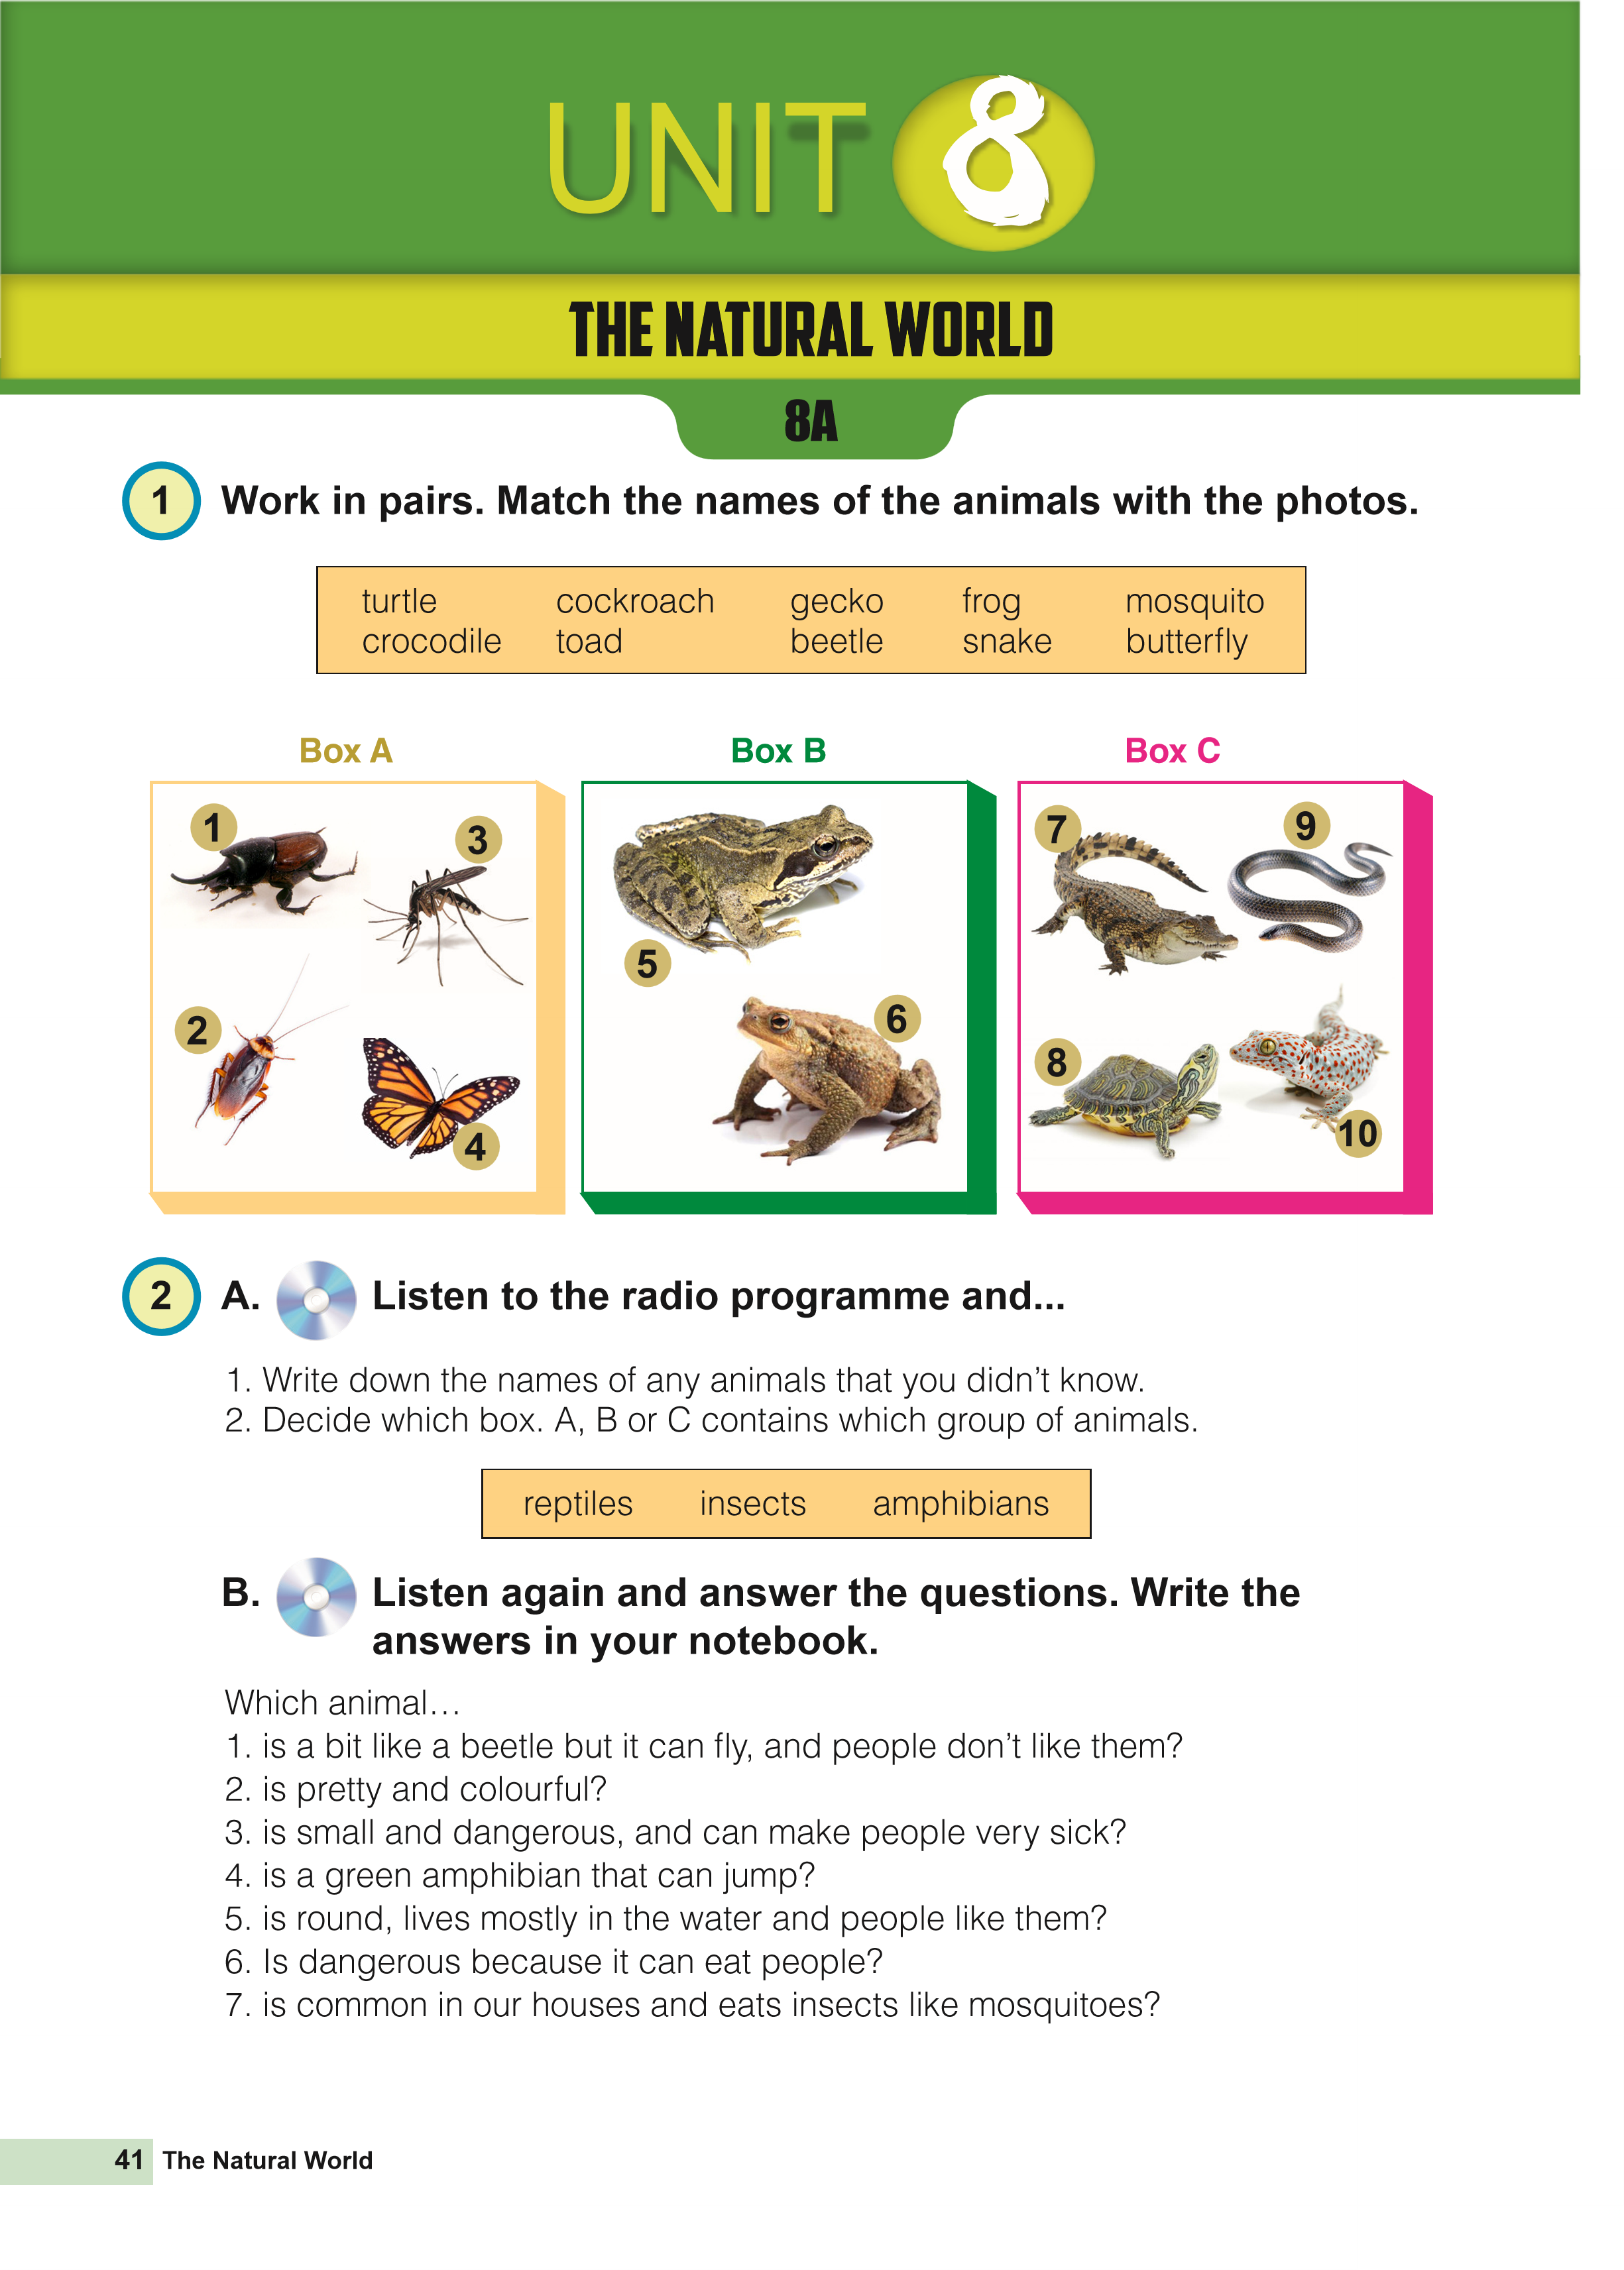 UNIT 8
THE NATURAL WORLD
8A
1 Work in pairs. Match the names of the animals with the photos.
turtle cockroach gecko frog mosquito
crocodile toad beetle snake butterfly
Box A Box B Box C
1 3
2 4
5
6
7 9
8 10
2 A. Listen to the radio programme and...
1. Write down the names of any animals that you didn't know.
2. Decide which box. A, B or C contains which group of animals.
reptiles insects amphibians
B. Listen again and answer the questions. Write the
answers in your notebook.
Which animal…
1. is a bit like a beetle but it can fly, and people don't like them?
2. is pretty and colourful?
3. is small and dangerous, and can make people very sick?
4. is a green amphibian that can jump?
5. is round, lives mostly in the water and people like them?
6. Is dangerous because it can eat people?
7. is common in our houses and eats insects like mosquitoes?
41 The Natural World